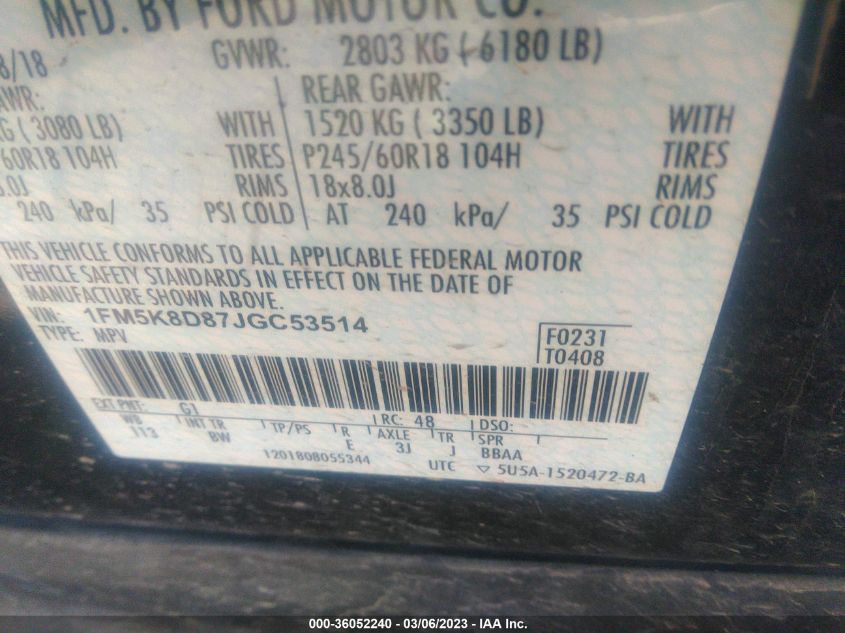 MFD. BY FORD MOTOR CO.
8/18 GVWR: 2803 KG ( 6180 LB)
REAR GAWR:
( 3080 LB) WITH 1520 KG ( 3350 LB) WITH
/60R18 104H TIRES P245/60R18 104H TIRES
RIMS 18x8.0J RIMS
240 kPa/ 35 PSI COLD AT 240 kPa/ 35 PSI COLD
THIS VEHICLE CONFORMS TO ALL APPLICABLE FEDERAL MOTOR
VEHICLE SAFETY STANDARDS IN EFFECT ON THE DATE OF
MANUFACTURE SHOWN ABOVE.
VIN: 1FM5K8D87JGC53514
TYPE: MPV
F0231
T0408
EXT PNT: G1 RC: 48 DSO:
WB INT TR TP/PS R AXLE TR SPR
113 BW E 3J J BBAA
1201808055344 UTC ▽ 5U5A-1520472-BA
000-36052240 - 03/06/2023 - IAA Inc.